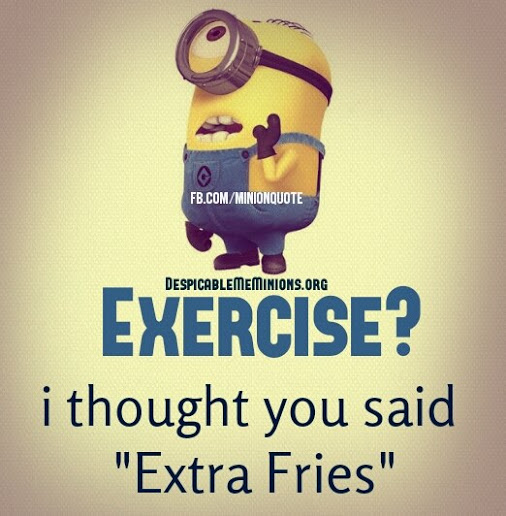 FB.COM/MINIONQUOTE
DESPICABLEMEMINIONS.ORG
EXERCISE?
i thought you said
"Extra Fries"